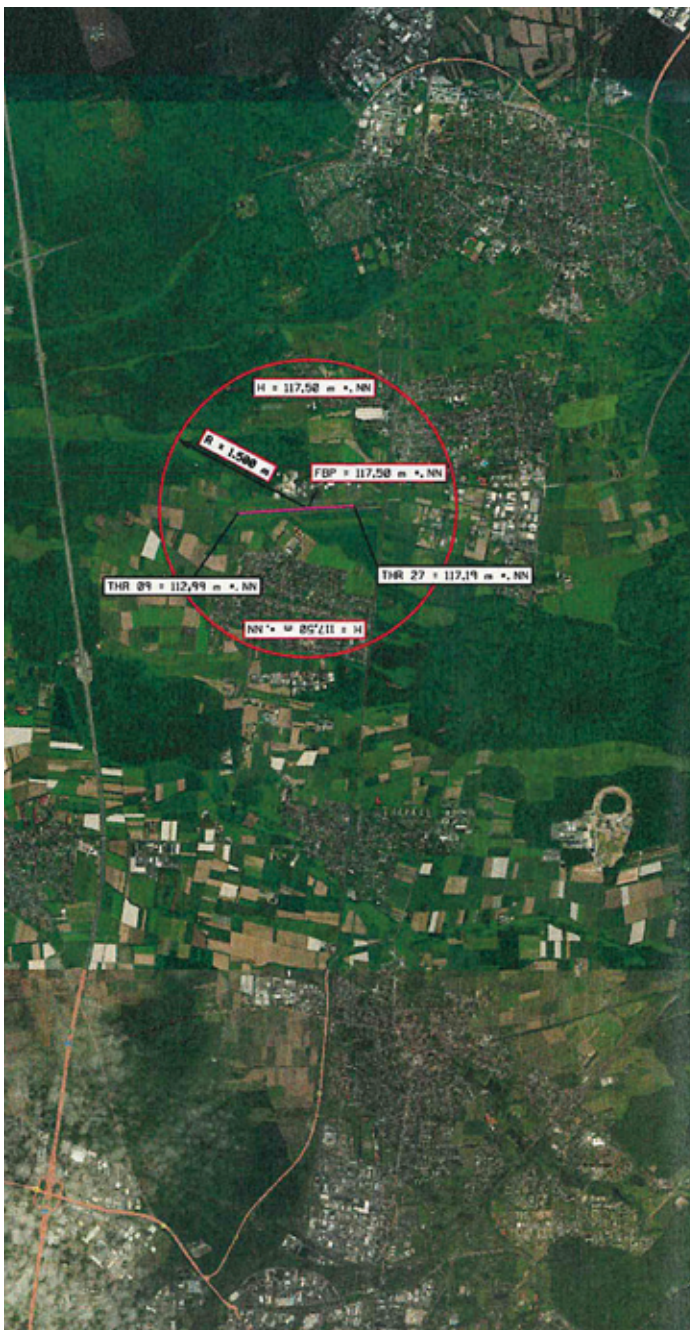 H = 117,50 m ü. NN
R = 1.500 m
FBP = 117,50 m ü. NN
THR 09 = 112,99 m ü. NN
THR 27 = 117,19 m ü. NN
H = 117,50 m ü. NN